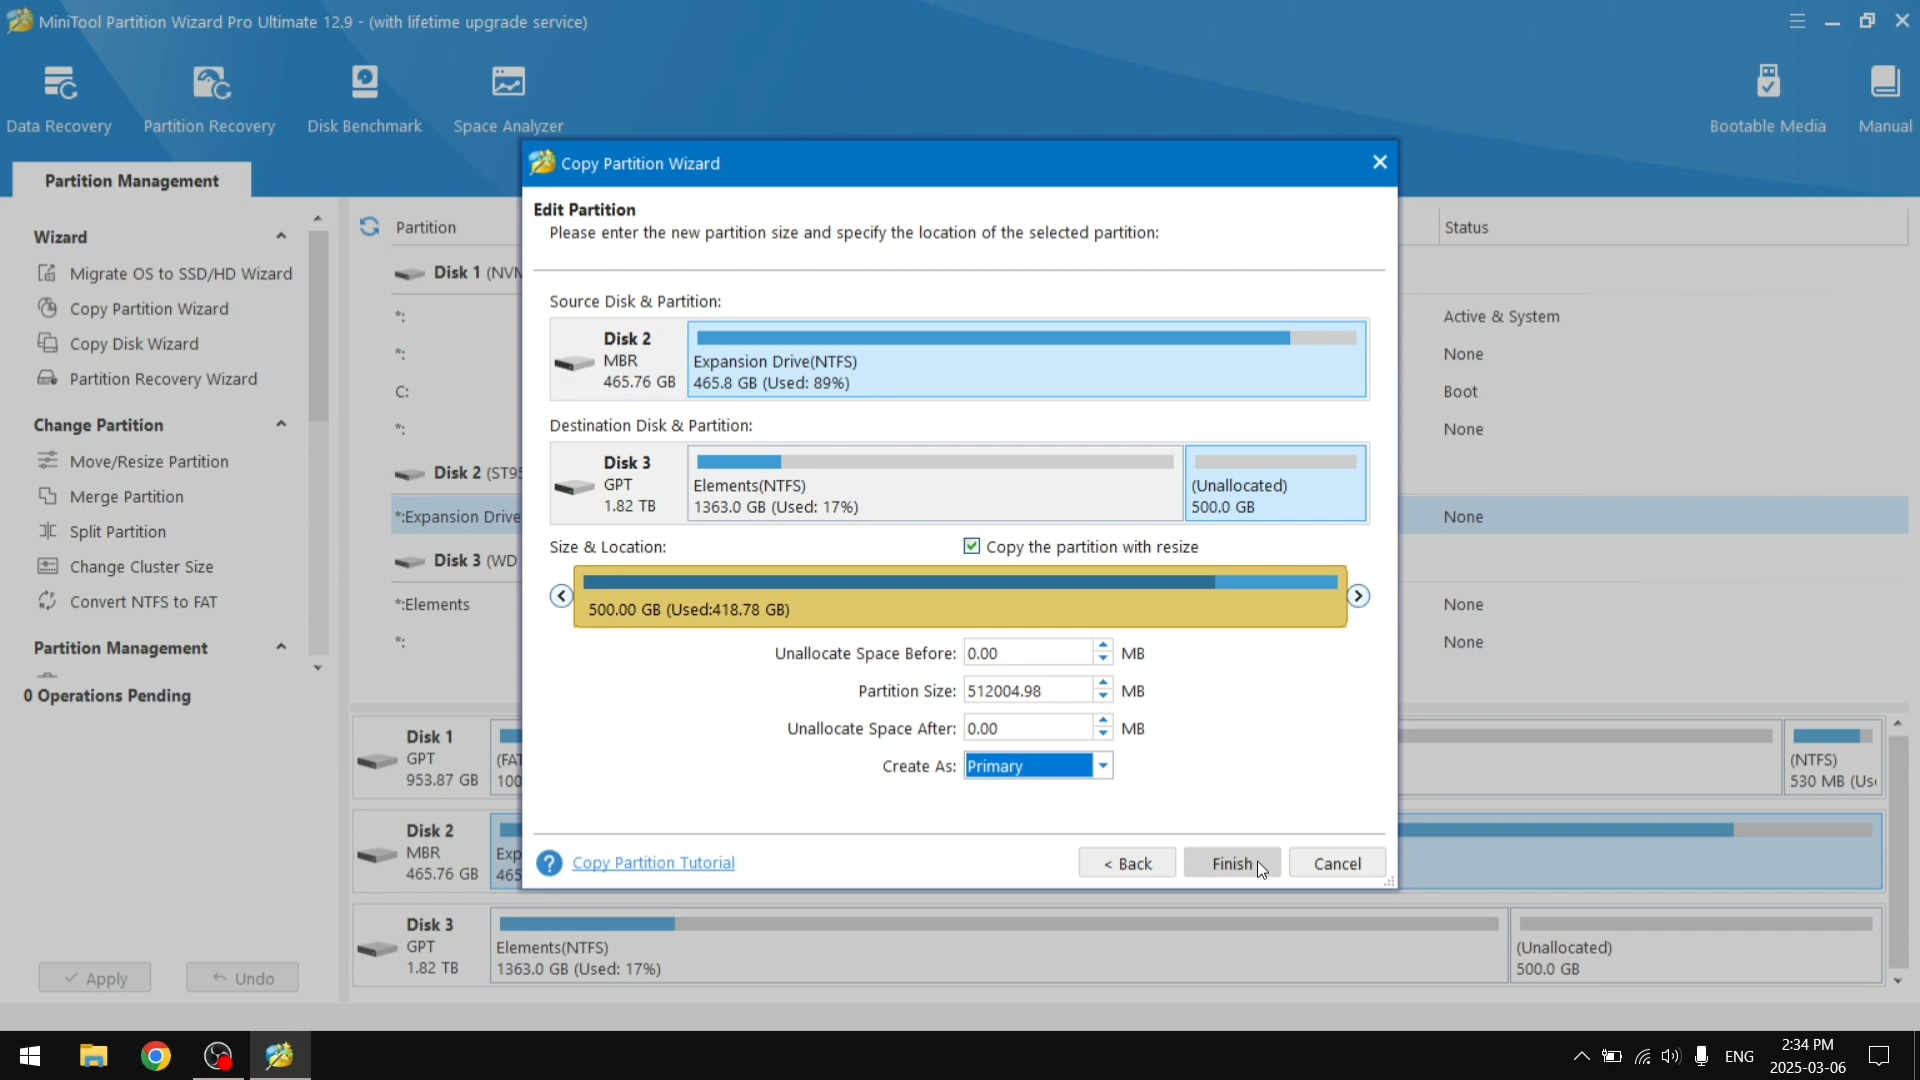 MiniTool Partition Wizard Pro Ultimate 12.9 - (with lifetime upgrade service)
Data Recovery
Partition Recovery
Disk Benchmark
Space Analyzer
Bootable Media
Manual
Partition Management
Wizard
Migrate OS to SSD/HD Wizard
Copy Partition Wizard
Copy Disk Wizard
Partition Recovery Wizard
Change Partition
Move/Resize Partition
Merge Partition
Split Partition
Change Cluster Size
Convert NTFS to FAT
Partition Management
0 Operations Pending
Apply
Undo
Partition
Status
Disk 1 (NVM
*:
Active & System
*:
None
C:
Boot
*:
None
Disk 2 (ST95
*:Expansion Drive
None
Disk 3 (WD
*:Elements
None
*:
None
Copy Partition Wizard
Edit Partition
Please enter the new partition size and specify the location of the selected partition:
Source Disk & Partition:
Disk 2
MBR
465.76 GB
Expansion Drive(NTFS)
465.8 GB (Used: 89%)
Destination Disk & Partition:
Disk 3
GPT
1.82 TB
Elements(NTFS)
1363.0 GB (Used: 17%)
(Unallocated)
500.0 GB
Size & Location:
Copy the partition with resize
500.00 GB (Used:418.78 GB)
Unallocate Space Before: 0.00 MB
Partition Size: 512004.98 MB
Unallocate Space After: 0.00 MB
Create As: Primary
Copy Partition Tutorial
< Back
Finish
Cancel
Disk 1
GPT
953.87 GB
(FAT
100
(NTFS)
530 MB (Us
Disk 2
MBR
465.76 GB
Exp
465
Disk 3
GPT
1.82 TB
Elements(NTFS)
1363.0 GB (Used: 17%)
(Unallocated)
500.0 GB
ENG
2:34 PM
2025-03-06